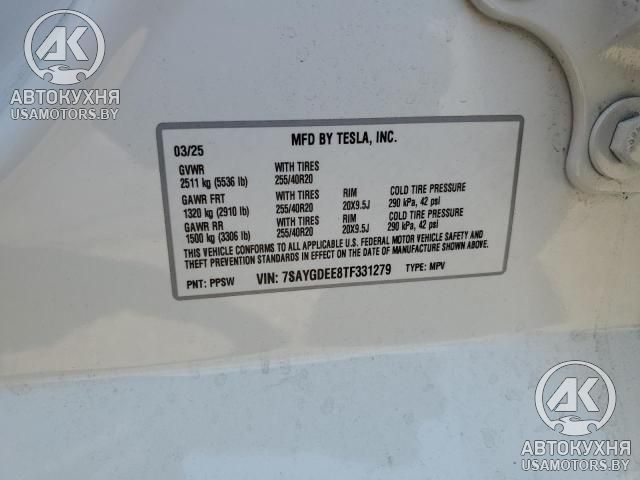 АК
АВТОКУХНЯ
USAMOTORS.BY
MFD BY TESLA, INC.
03/25
GVWR WITH TIRES
2511 kg (5536 lb) 255/40R20
GAWR FRT WITH TIRES RIM COLD TIRE PRESSURE
1320 kg (2910 lb) 255/40R20 20X9.5J 290 kPa, 42 psi
GAWR RR WITH TIRES RIM COLD TIRE PRESSURE
1500 kg (3306 lb) 255/40R20 20X9.5J 290 kPa, 42 psi
THIS VEHICLE CONFORMS TO ALL APPLICABLE U.S. FEDERAL MOTOR VEHICLE SAFETY AND
THEFT PREVENTION STANDARDS IN EFFECT ON THE DATE OF MANUFACTURE SHOWN ABOVE.
PNT: PPSW VIN: 7SAYGDEE8TF331279 TYPE: MPV
АК
АВТОКУХНЯ
USAMOTORS.BY